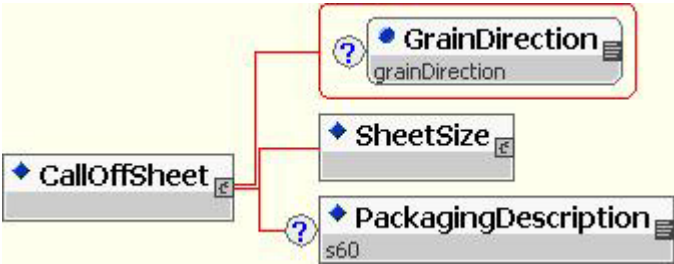 ? GrainDirection
grainDirection
SheetSize
CallOffSheet
? PackagingDescription
s60